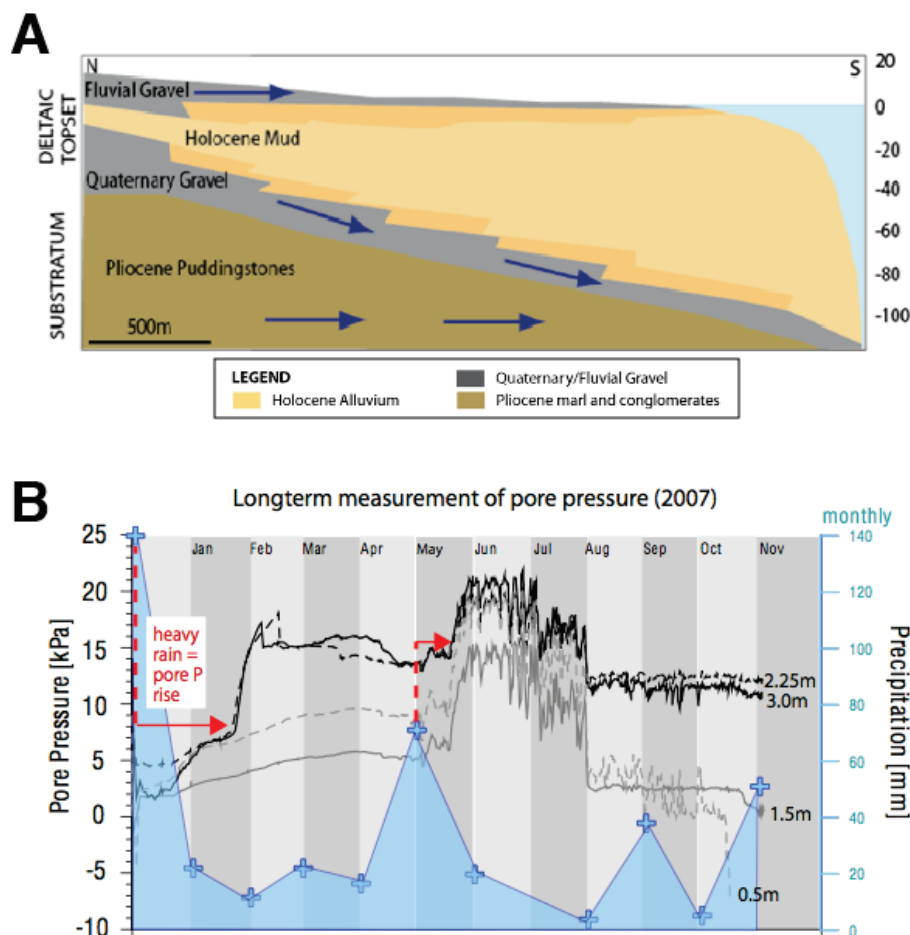 A
N
S
20
Fluvial Gravel
0
DELTAIC
TOPSET
Holocene Mud
-20
Quaternary Gravel
-40
-60
SUBSTRATUM
Pliocene Puddingstones
-80
500m
-100
LEGEND
Quaternary/Fluvial Gravel
Holocene Alluvium
Pliocene marl and conglomerates
B
Longterm measurement of pore pressure (2007)
monthly
25
20
15
10
5
0
-5
-10
Pore Pressure [kPa]
Jan Feb Mar Apr May Jun Jul Aug Sep Oct Nov
heavy
rain =
pore P
rise
2.25m
3.0m
1.5m
0.5m
140
120
100
80
60
40
20
0
Precipitation [mm]